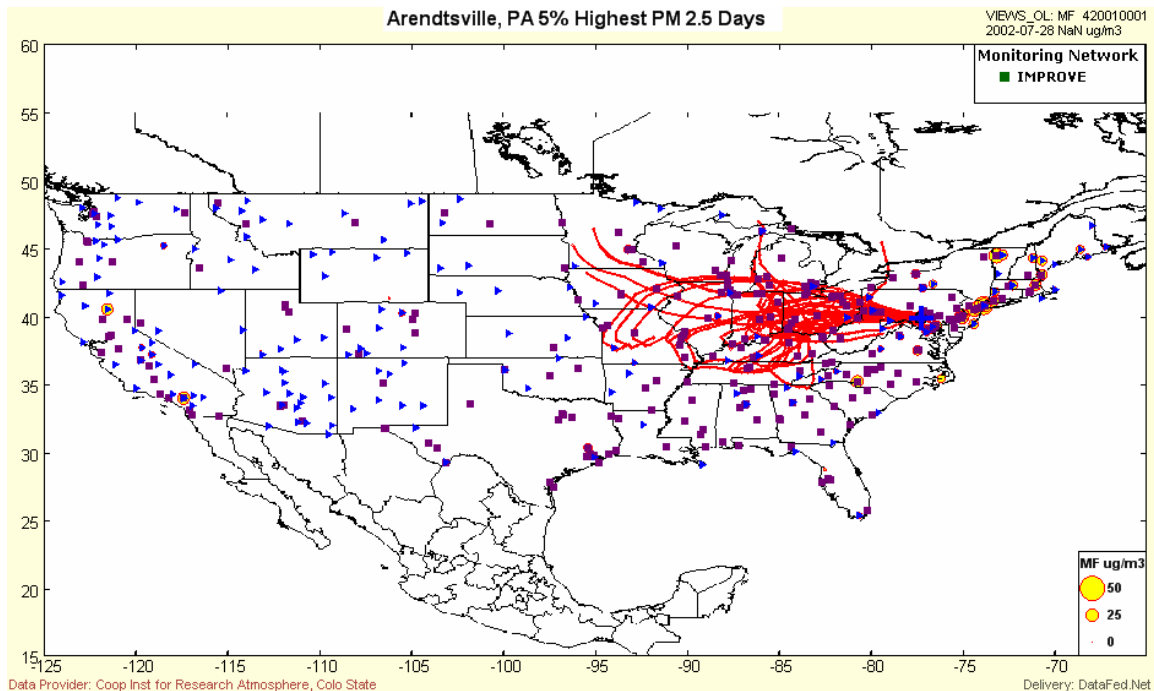 Arendtsville, PA 5% Highest PM 2.5 Days
VIEWS_OL: MF 420010001
2002-07-28 NaN ug/m3
Monitoring Network
IMPROVE
60
55
50
45
40
35
30
25
20
15
-125 -120 -115 -110 -105 -100 -95 -90 -85 -80 -75 -70
MF ug/m3
50
25
0
Data Provider: Coop Inst for Research Atmosphere, Colo State
Delivery: DataFed.Net